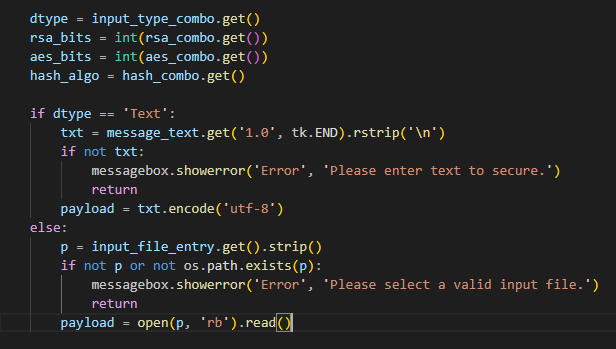 dtype = input_type_combo.get()
rsa_bits = int(rsa_combo.get())
aes_bits = int(aes_combo.get())
hash_algo = hash_combo.get()

if dtype == 'Text':
    txt = message_text.get('1.0', tk.END).rstrip('\n')
    if not txt:
        messagebox.showerror('Error', 'Please enter text to secure.')
        return
    payload = txt.encode('utf-8')
else:
    p = input_file_entry.get().strip()
    if not p or not os.path.exists(p):
        messagebox.showerror('Error', 'Please select a valid input file.')
        return
    payload = open(p, 'rb').read()